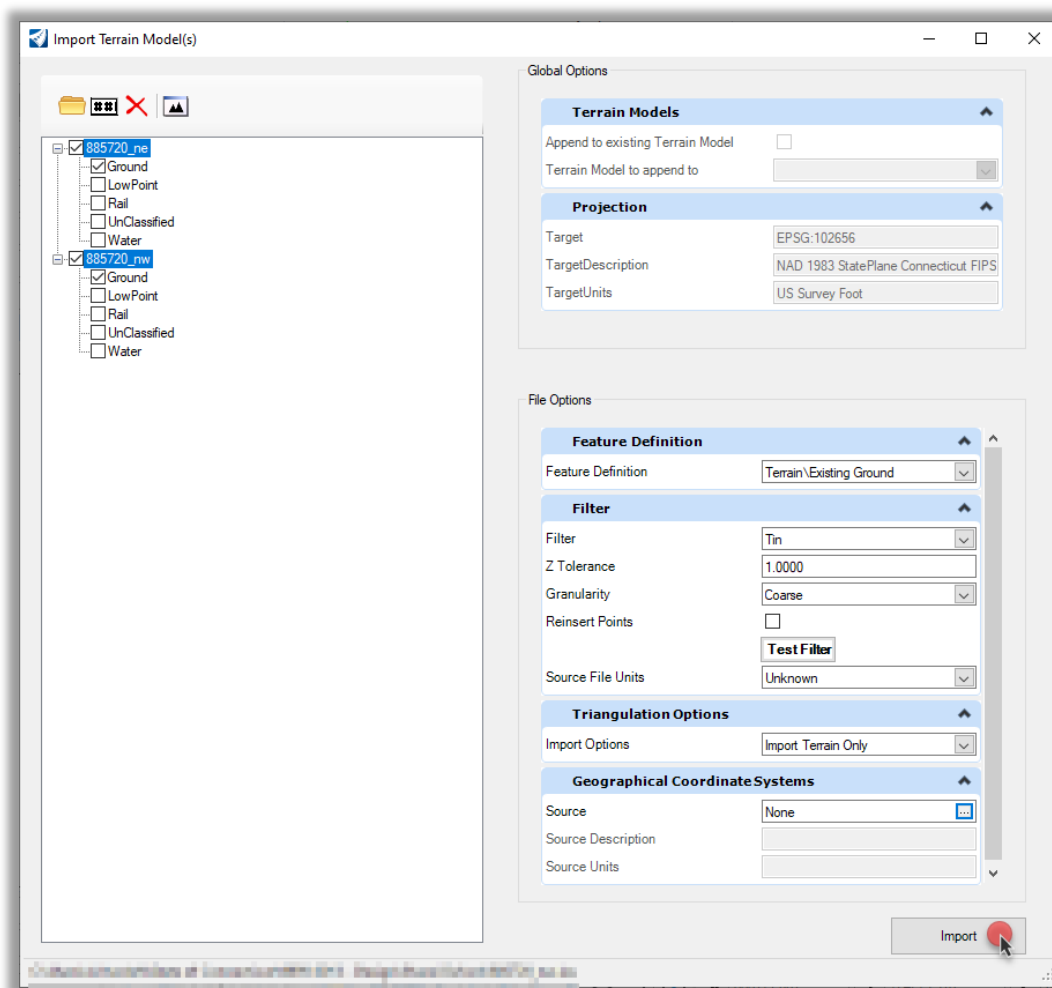 Import Terrain Model(s)
885720_ne
Ground
LowPoint
Rail
UnClassified
Water
885720_nw
Ground
LowPoint
Rail
UnClassified
Water
Global Options
Terrain Models
Append to existing Terrain Model
Terrain Model to append to
Projection
Target EPSG:102656
TargetDescription NAD 1983 StatePlane Connecticut FIPS
TargetUnits US Survey Foot
File Options
Feature Definition
Feature Definition Terrain\Existing Ground
Filter
Filter Tin
Z Tolerance 1.0000
Granularity Coarse
Reinsert Points
Test Filter
Source File Units Unknown
Triangulation Options
Import Options Import Terrain Only
Geographical Coordinate Systems
Source None ...
Source Description
Source Units
Import